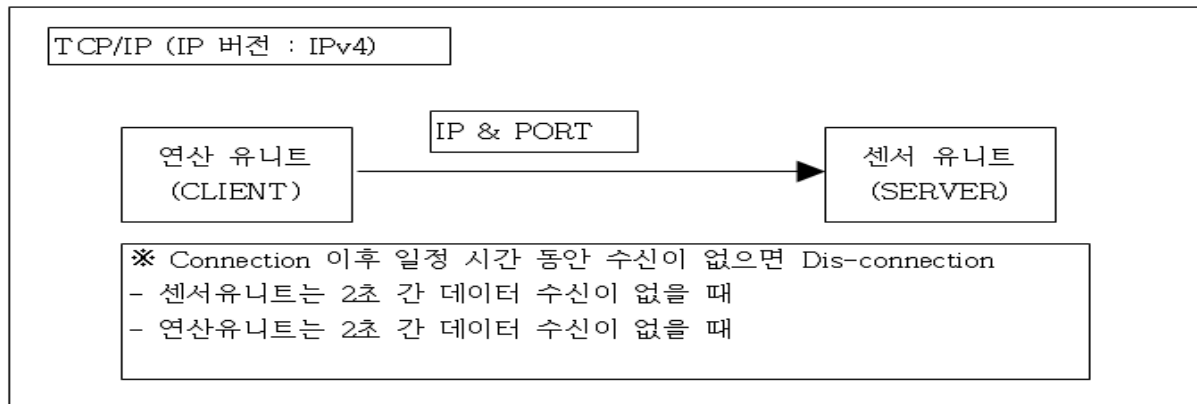 TCP/IP (IP 버전 : IPv4)
IP & PORT
연산 유니트
(CLIENT)
센서 유니트
(SERVER)
※ Connection 이후 일정 시간 동안 수신이 없으면 Dis-connection
- 센서유니트는 2초 간 데이터 수신이 없을 때
- 연산유니트는 2초 간 데이터 수신이 없을 때